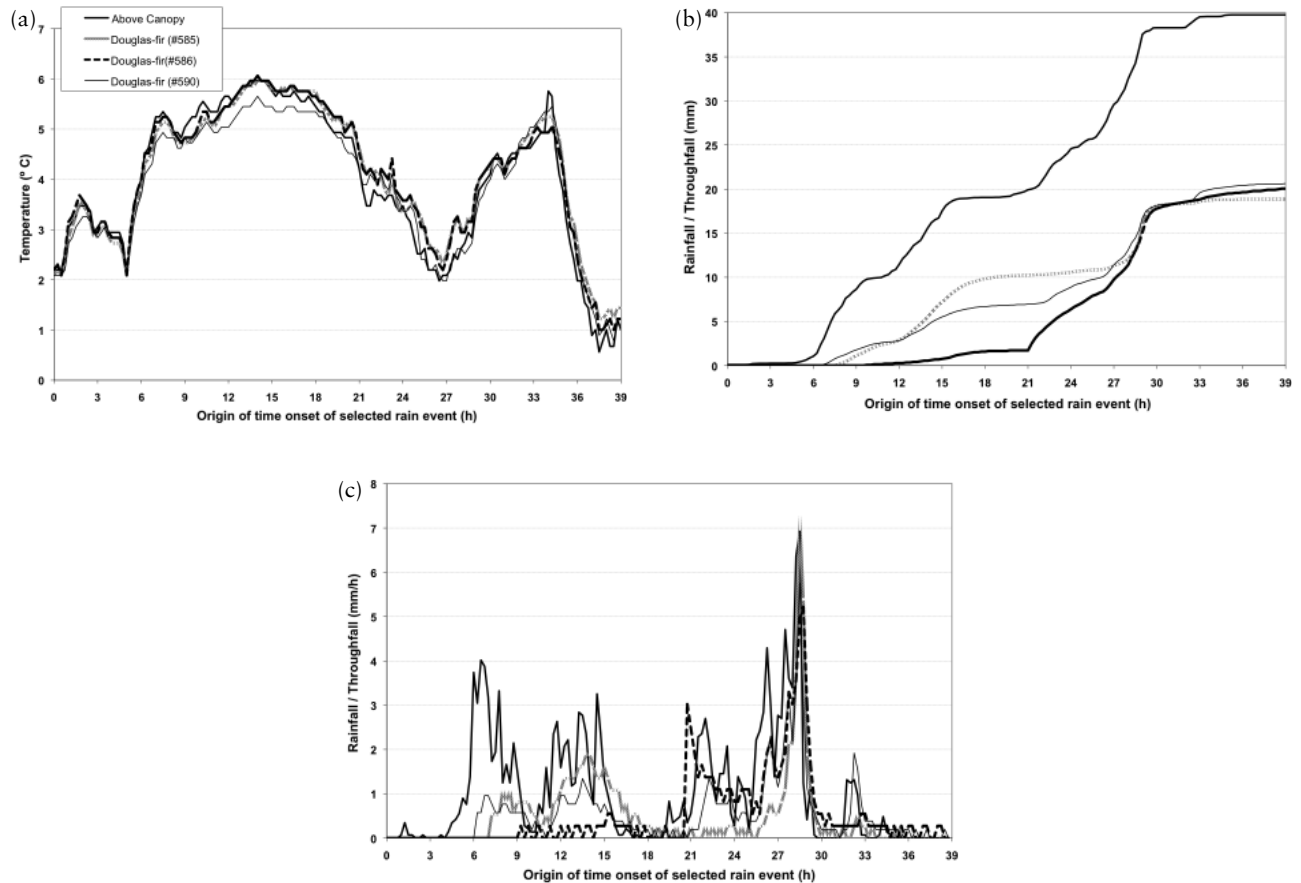 (a)
Above Canopy
Douglas-fir (#585)
Douglas-fir(#586)
Douglas-fir (#590)
Temperature (º C)
7
6
5
4
3
2
1
0
0 3 6 9 12 15 18 21 24 27 30 33 36 39
Origin of time onset of selected rain event (h)
(b)
Rainfall / Throughfall (mm)
40
35
30
25
20
15
10
5
0
0 3 6 9 12 15 18 21 24 27 30 33 36 39
Origin of time onset of selected rain event (h)
(c)
Rainfall / Throughfall (mm/h)
8
7
6
5
4
3
2
1
0
0 3 6 9 12 15 18 21 24 27 30 33 36 39
Origin of time onset of selected rain event (h)